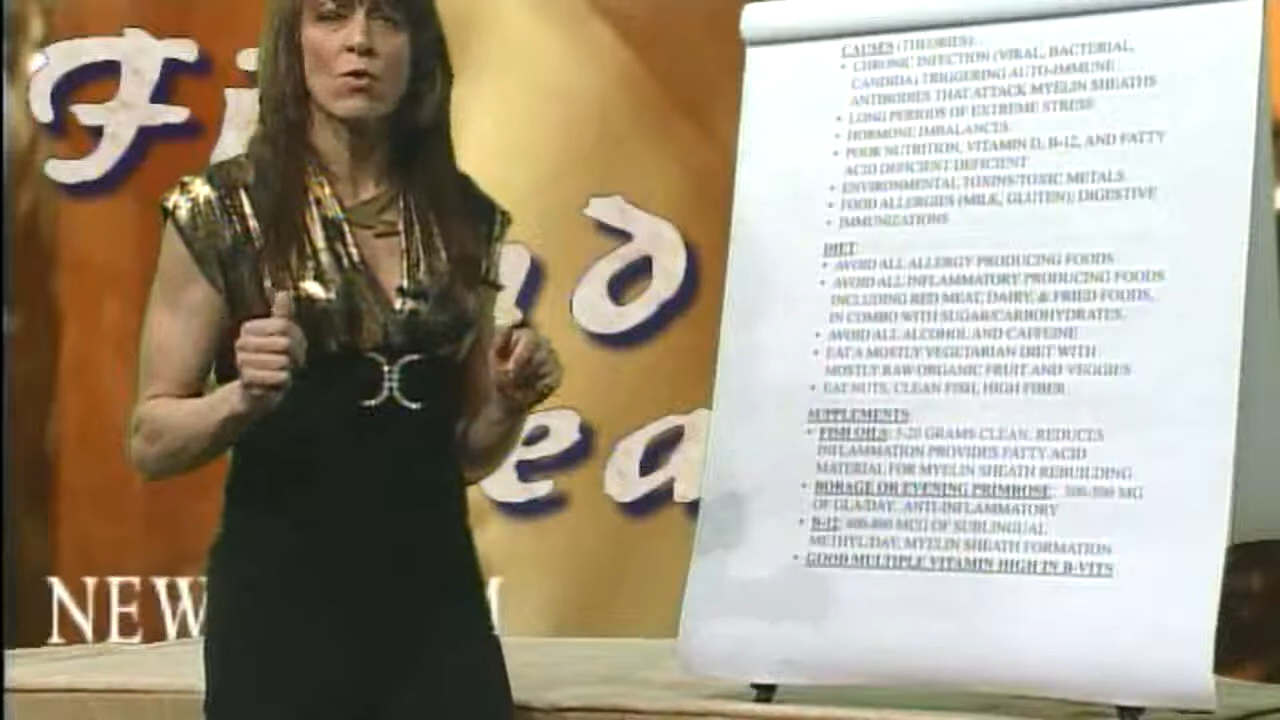 Fi
ud
ea
NEW M
CAUSES (THEORIES):
• CHRONIC INFECTION (VIRAL, BACTERIAL,
CANDIDA) TRIGGERING AUTO-IMMUNE
ANTIBODIES THAT ATTACK MYELIN SHEATHS
• LONG PERIODS OF EXTREME STRESS
• HORMONE IMBALANCES
• POOR NUTRITION, VITAMIN D, B-12, AND FATTY
ACID DEFICIENT DEFICIENT
• ENVIRONMENTAL TOXINS/TOXIC METALS
• FOOD ALLERGIES (MILK, GLUTEN); DIGESTIVE
• IMMUNIZATIONS
DIET:
• AVOID ALL ALLERGY PRODUCING FOODS
• AVOID ALL INFLAMMATORY PRODUCING FOODS
INCLUDING RED MEAT, DAIRY, & FRIED FOODS,
IN COMBO WITH SUGAR/CARBOHYDRATES.
• AVOID ALL ALCOHOL AND CAFFEINE
• EAT A MOSTLY VEGETARIAN DIET WITH
MOSTLY RAW ORGANIC FRUIT AND VEGGIES
• EAT NUTS, CLEAN FISH, HIGH FIBER
SUPPLEMENTS:
• FISH OILS: GRAMS CLEAN, REDUCES
INFLAMMATION PROVIDES FATTY ACID
MATERIAL FOR MYELIN SHEATH REBUILDING
• BORAGE OR EVENING PRIMROSE: MG
OF GLA/DAY. ANTI-INFLAMMATORY
• B-12: MCG OF SUBLINGUAL
METHYL/DAY, MYELIN SHEATH FORMATION
• GOOD MULTIPLE VITAMIN HIGH IN B-VITS